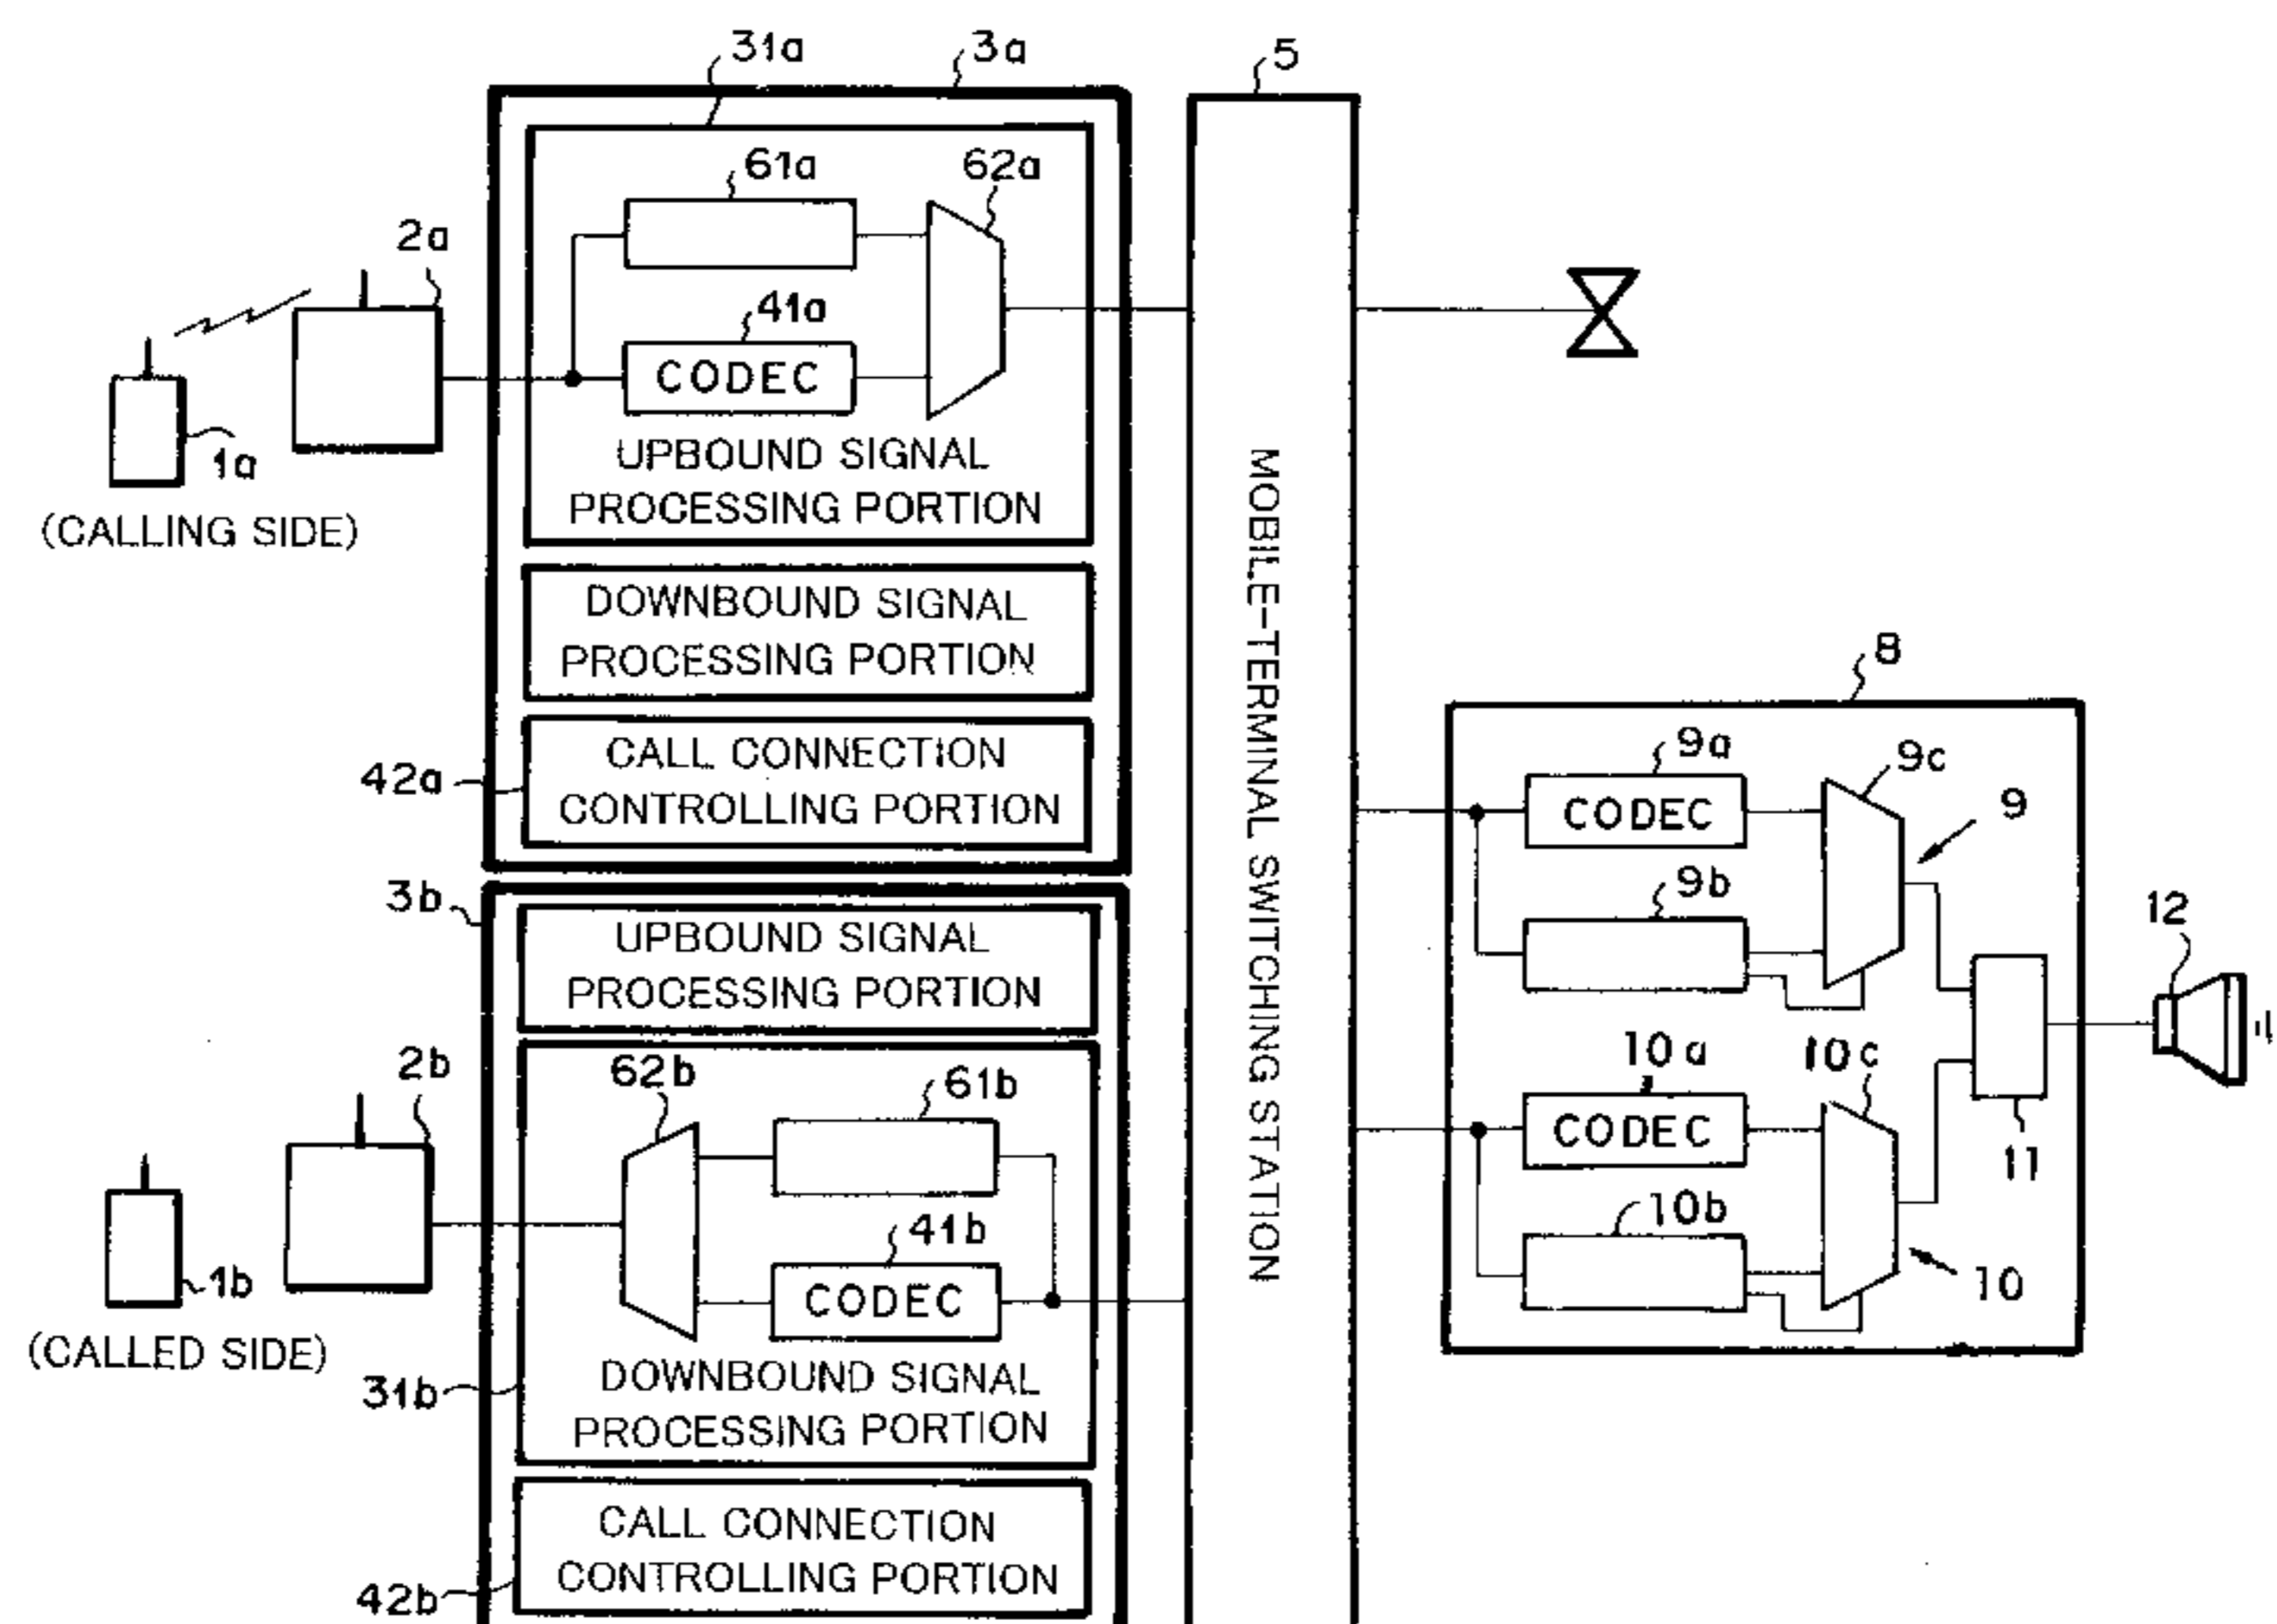 31a
3a
5
61a
62a
2a
41a
CODEC
1a
UPBOUND SIGNAL
PROCESSING PORTION
(CALLING SIDE)
DOWNBOUND SIGNAL
PROCESSING PORTION
CALL CONNECTION
CONTROLLING PORTION
42a
MOBILE-TERMINAL SWITCHING STATION
8
9a
CODEC
9c
9
9b
3b
UPBOUND SIGNAL
PROCESSING PORTION
12
2b
62b
61b
10a
CODEC
10c
11
41b
CODEC
10b
10
1b
(CALLED SIDE)
31b
DOWNBOUND SIGNAL
PROCESSING PORTION
CALL CONNECTION
CONTROLLING PORTION
42b